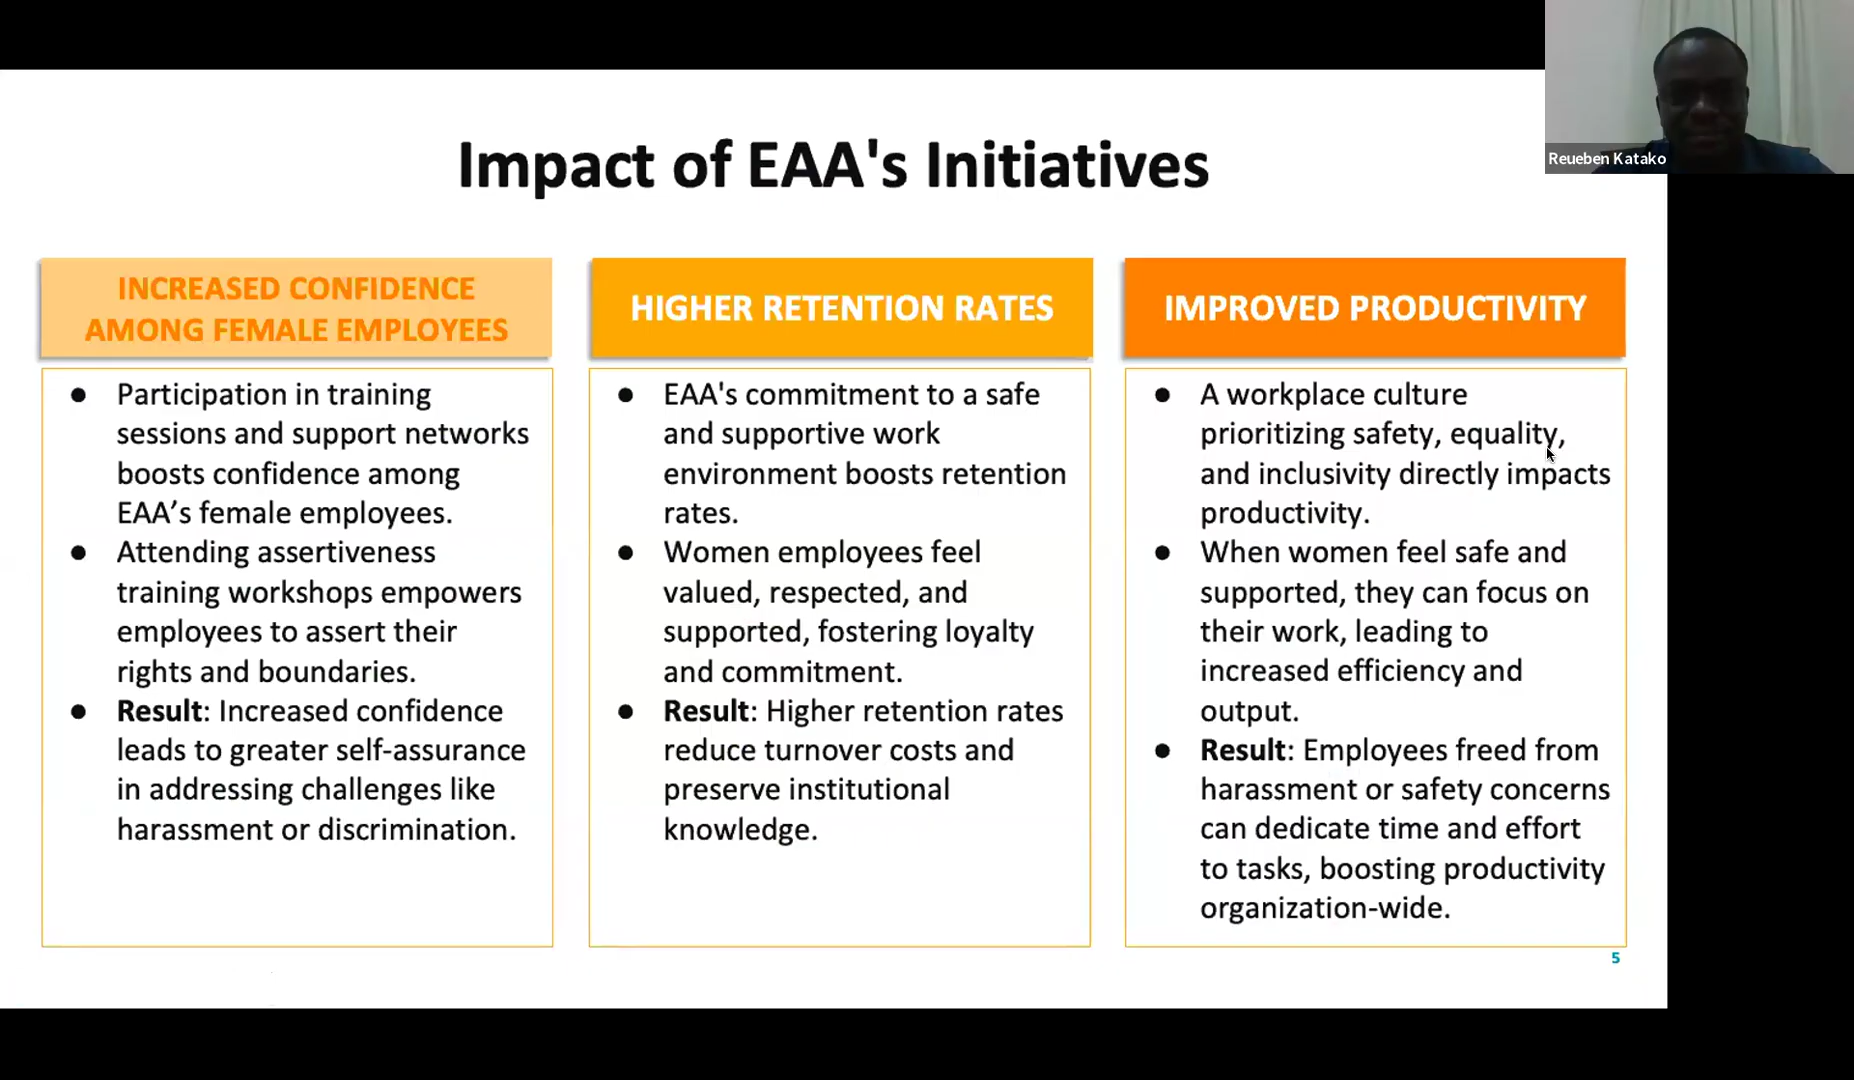 Reueben Katako
Impact of EAA's Initiatives
INCREASED CONFIDENCE
AMONG FEMALE EMPLOYEES
● Participation in training
sessions and support networks
boosts confidence among
EAA’s female employees.
● Attending assertiveness
training workshops empowers
employees to assert their
rights and boundaries.
● Result: Increased confidence
leads to greater self-assurance
in addressing challenges like
harassment or discrimination.
HIGHER RETENTION RATES
● EAA's commitment to a safe
and supportive work
environment boosts retention
rates.
● Women employees feel
valued, respected, and
supported, fostering loyalty
and commitment.
● Result: Higher retention rates
reduce turnover costs and
preserve institutional
knowledge.
IMPROVED PRODUCTIVITY
● A workplace culture
prioritizing safety, equality,
and inclusivity directly impacts
productivity.
● When women feel safe and
supported, they can focus on
their work, leading to
increased efficiency and
output.
● Result: Employees freed from
harassment or safety concerns
can dedicate time and effort
to tasks, boosting productivity
organization-wide.
5